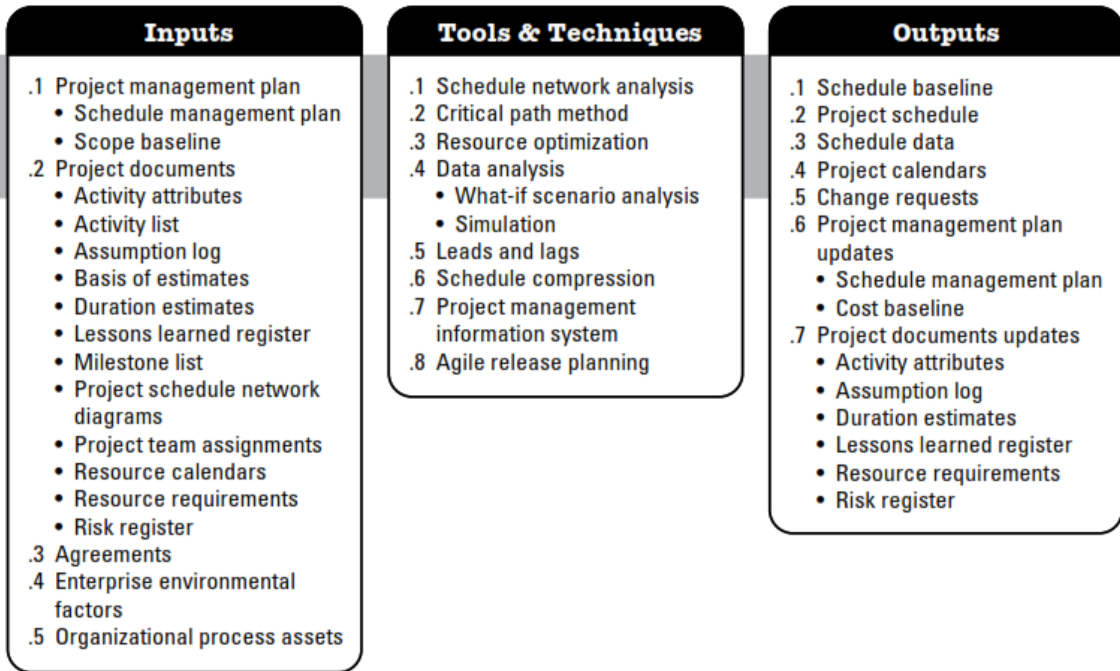 Inputs
.1 Project management plan
• Schedule management plan
• Scope baseline
.2 Project documents
• Activity attributes
• Activity list
• Assumption log
• Basis of estimates
• Duration estimates
• Lessons learned register
• Milestone list
• Project schedule network
diagrams
• Project team assignments
• Resource calendars
• Resource requirements
• Risk register
.3 Agreements
.4 Enterprise environmental
factors
.5 Organizational process assets
Tools & Techniques
.1 Schedule network analysis
.2 Critical path method
.3 Resource optimization
.4 Data analysis
• What-if scenario analysis
• Simulation
.5 Leads and lags
.6 Schedule compression
.7 Project management
information system
.8 Agile release planning
Outputs
.1 Schedule baseline
.2 Project schedule
.3 Schedule data
.4 Project calendars
.5 Change requests
.6 Project management plan
updates
• Schedule management plan
• Cost baseline
.7 Project documents updates
• Activity attributes
• Assumption log
• Duration estimates
• Lessons learned register
• Resource requirements
• Risk register